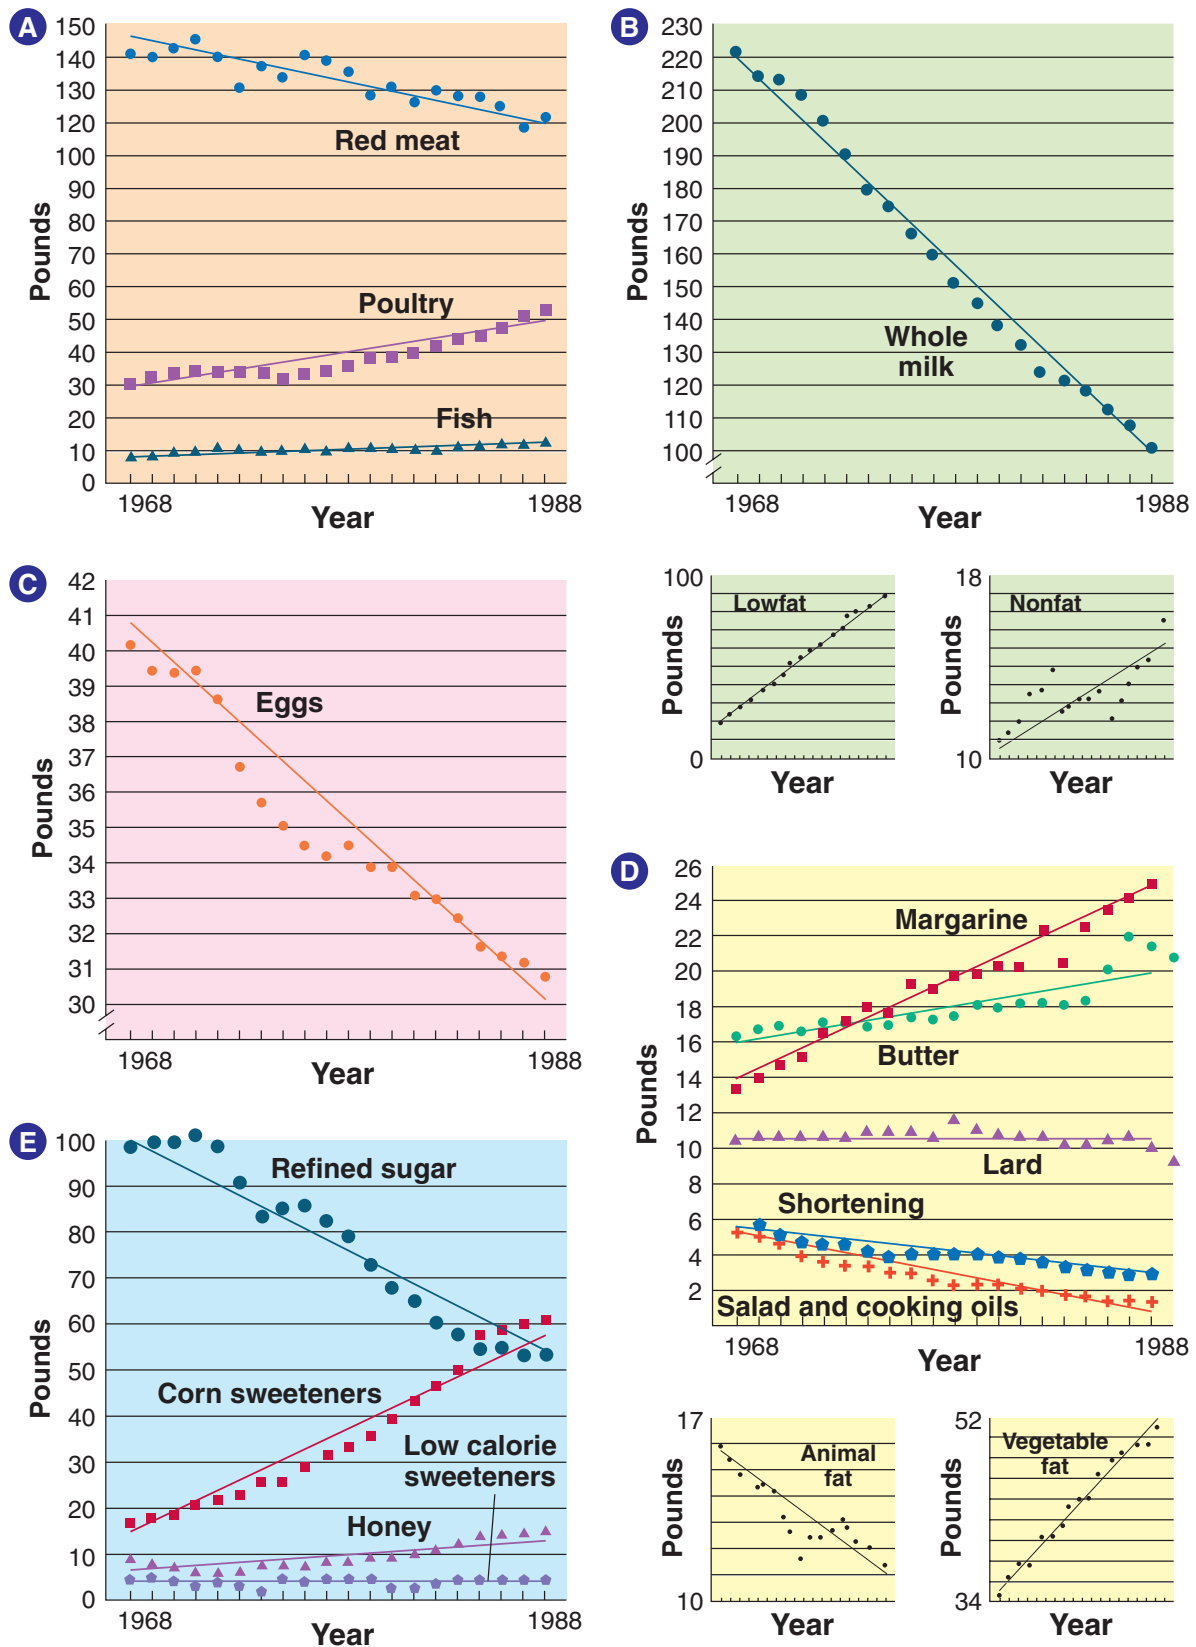 A
150
140
130
120
100
90
80
70
60
50
40
30
20
10
0
Pounds
Red meat
Poultry
Fish
1968
1988
Year
B
230
220
210
200
190
180
170
160
150
140
130
120
110
100
Pounds
Whole
milk
1968
1988
Year
100
0
Pounds
Lowfat
Year
18
10
Pounds
Nonfat
Year
C
42
41
40
39
38
37
36
35
34
33
32
31
30
Pounds
Eggs
1968
1988
Year
D
26
24
22
20
18
16
14
12
10
8
6
4
2
Pounds
Margarine
Butter
Lard
Shortening
Salad and cooking oils
1968
1988
Year
17
10
Pounds
Animal
fat
Year
52
34
Pounds
Vegetable
fat
Year
E
100
90
80
70
60
50
40
30
20
10
0
Pounds
Refined sugar
Corn sweeteners
Low calorie
sweeteners
Honey
1968
1988
Year